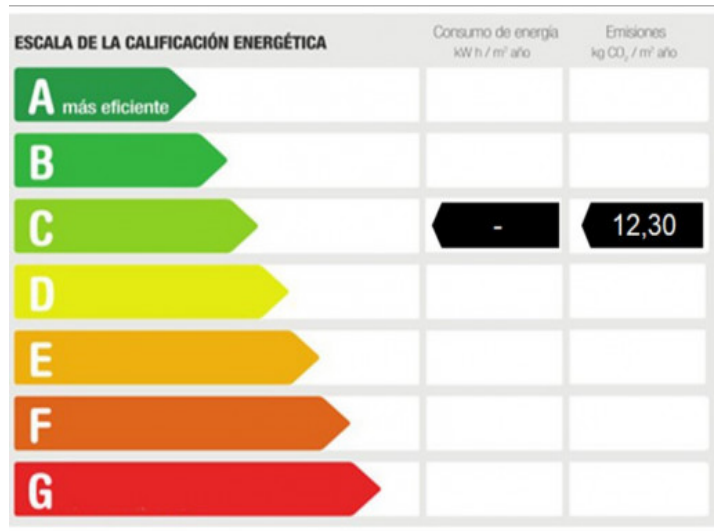 ESCALA DE LA CALIFICACIÓN ENERGÉTICA
Consumo de energía
kW h / m² año
Emisiones
kg CO₂ / m² año
A más eficiente
B
C
-
12,30
D
E
F
G